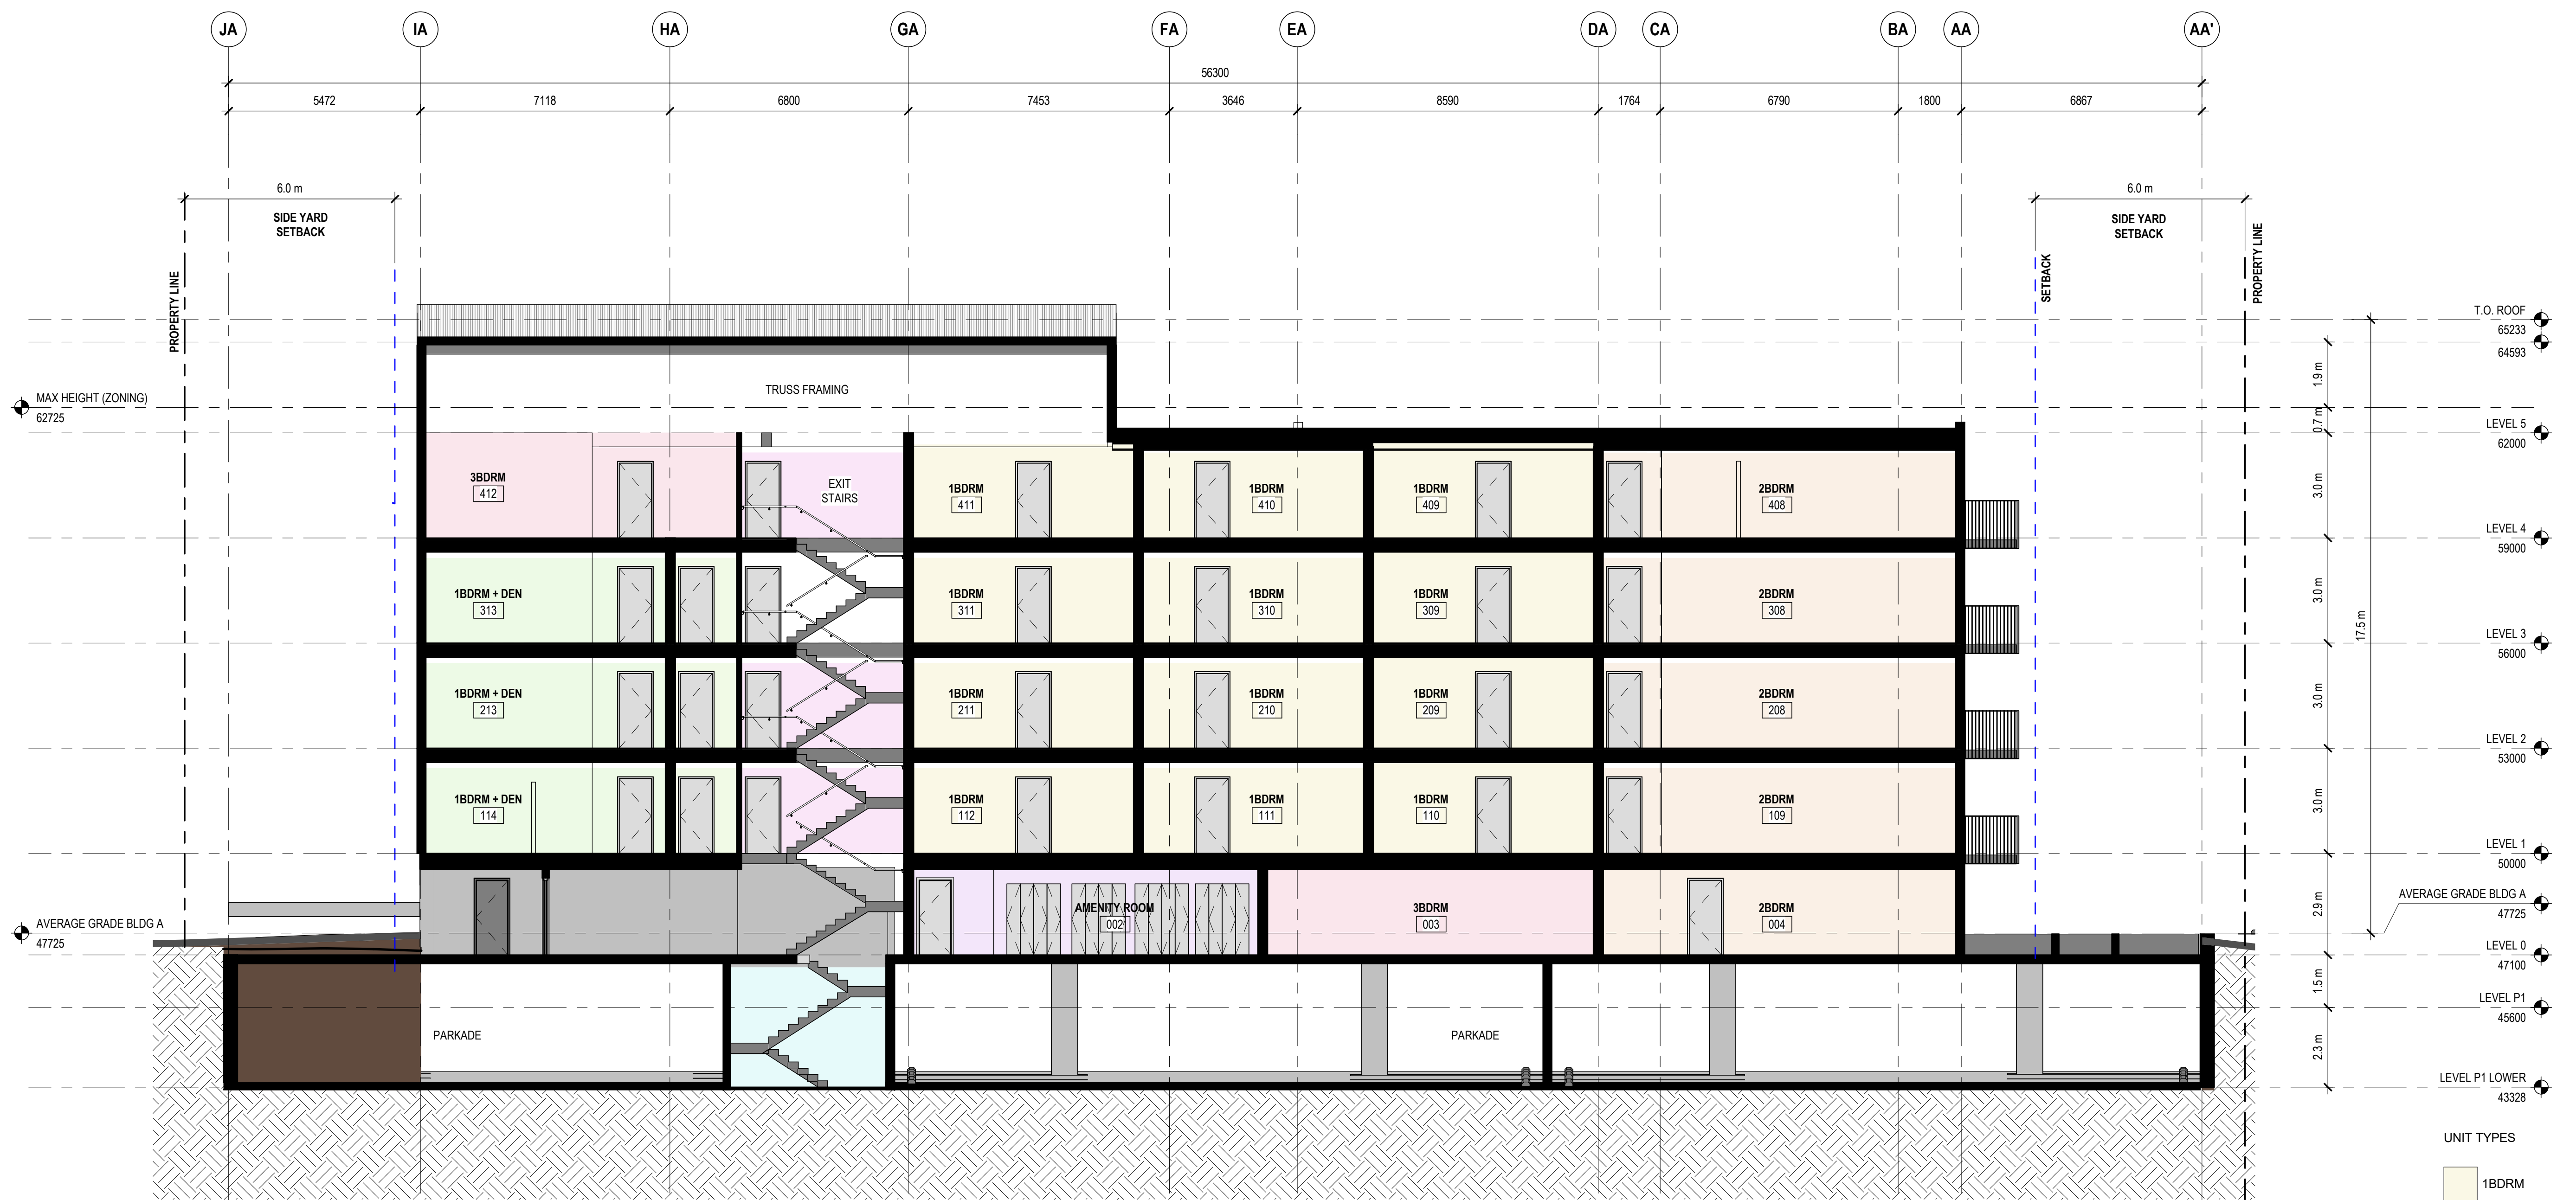 JA IA HA GA FA EA DA CA BA AA AA'
56300
5472 7118 6800 7453 3646 8590 1764 6790 1800 6867
6.0 m
SIDE YARD
SETBACK
6.0 m
SIDE YARD
SETBACK
PROPERTY LINE
SETBACK
PROPERTY LINE
T.O. ROOF
65233
64593
1.9 m
TRUSS FRAMING
MAX HEIGHT (ZONING)
62725
0.7 m
LEVEL 5
62000
3BDRM
412
EXIT
STAIRS
1BDRM
411
1BDRM
410
1BDRM
409
2BDRM
408
3.0 m
LEVEL 4
59000
1BDRM + DEN
313
1BDRM
311
1BDRM
310
1BDRM
309
2BDRM
308
3.0 m
17.5 m
LEVEL 3
56000
1BDRM + DEN
213
1BDRM
211
1BDRM
210
1BDRM
209
2BDRM
208
3.0 m
LEVEL 2
53000
1BDRM + DEN
114
1BDRM
112
1BDRM
111
1BDRM
110
2BDRM
109
3.0 m
LEVEL 1
50000
AVERAGE GRADE BLDG A
47725
AMENITY ROOM
002
3BDRM
003
2BDRM
004
2.9 m
AVERAGE GRADE BLDG A
47725
LEVEL 0
47100
1.5 m
LEVEL P1
45600
PARKADE
PARKADE
2.3 m
LEVEL P1 LOWER
43328
UNIT TYPES
1BDRM